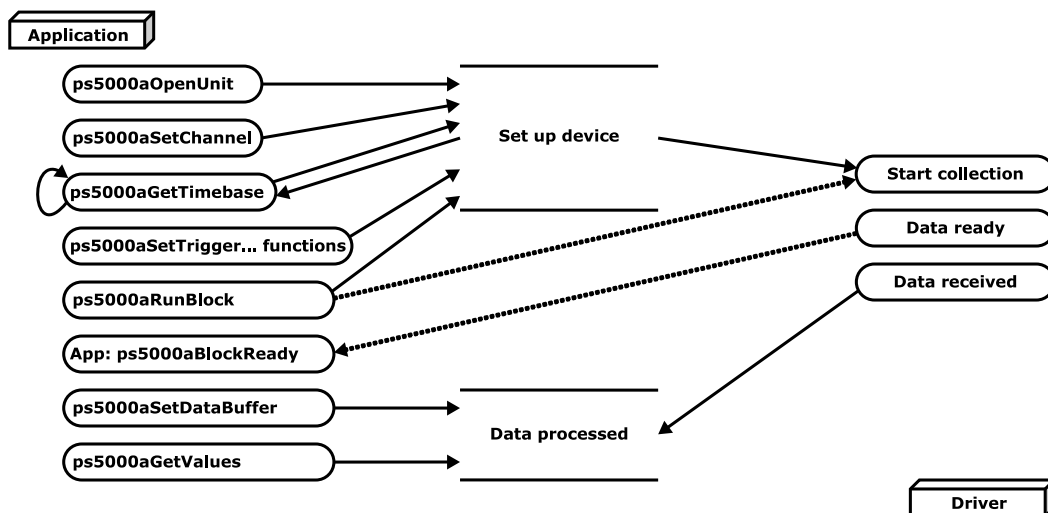 Application
ps5000aOpenUnit
ps5000aSetChannel
Set up device
ps5000aGetTimebase
Start collection
ps5000aSetTrigger... functions
Data ready
ps5000aRunBlock
Data received
App: ps5000aBlockReady
ps5000aSetDataBuffer
Data processed
ps5000aGetValues
Driver